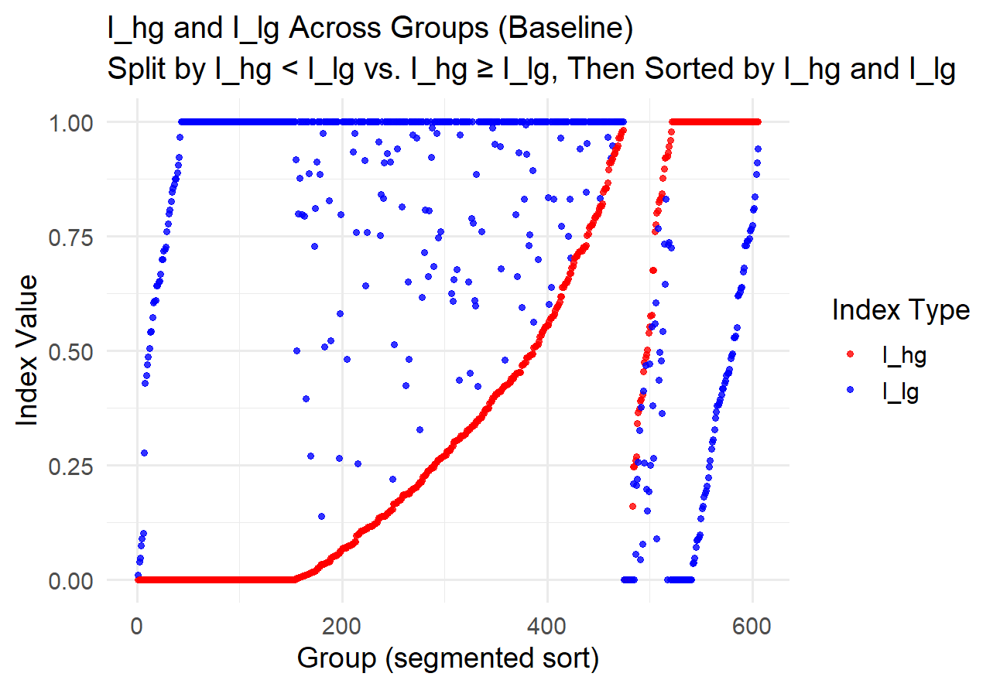 I_hg and I_lg Across Groups (Baseline)
Split by I_hg < I_lg vs. I_hg ≥ I_lg, Then Sorted by I_hg and I_lg
1.00
0.75
0.50
0.25
0.00
Index Value
0 200 400 600
Group (segmented sort)
Index Type
I_hg
I_lg